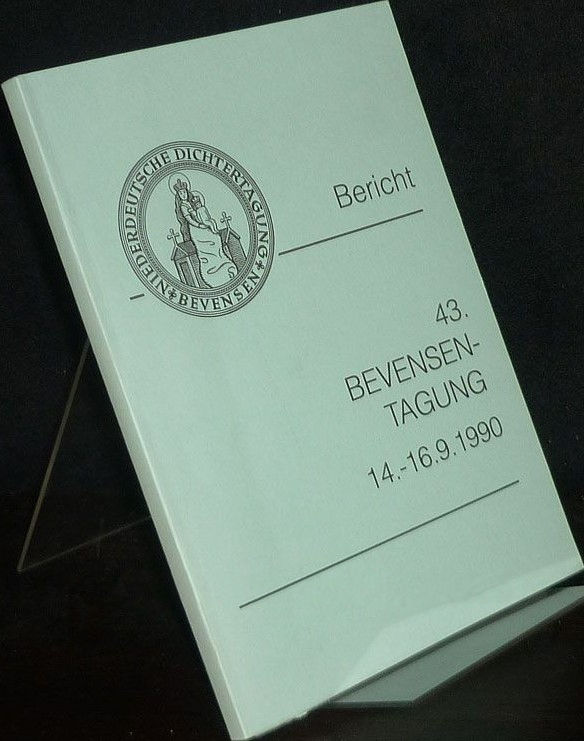 NIEDERDEUTSCHE DICHTERTAGUNG
BEVENSEN
Bericht
43.
BEVENSEN-
TAGUNG
14.-16.9.1990